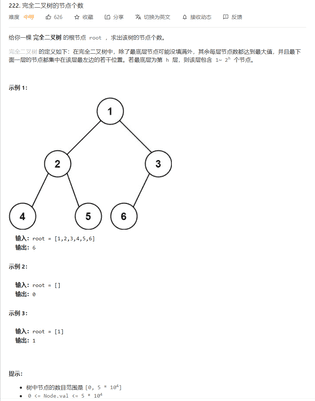 222. 完全二叉树的节点个数
难度 中等 626 收藏 分享 切换为英文 接收动态 反馈
给你一棵 完全二叉树 的根节点 root ，求出该树的节点个数。
完全二叉树 的定义如下：在完全二叉树中，除了最底层节点可能没填满外，其余每层节点数都达到最大值，并且最下
面一层的节点都集中在该层最左边的若干位置。若最底层为第 h 层，则该层包含 1~ 2ʰ 个节点。
示例 1：
1
2 3
4 5 6
输入：root = [1,2,3,4,5,6]
输出：6
示例 2：
输入：root = []
输出：0
示例 3：
输入：root = [1]
输出：1
提示：
• 树中节点的数目范围是 [0, 5 * 10⁴]
• 0 <= Node.val <= 5 * 10⁴